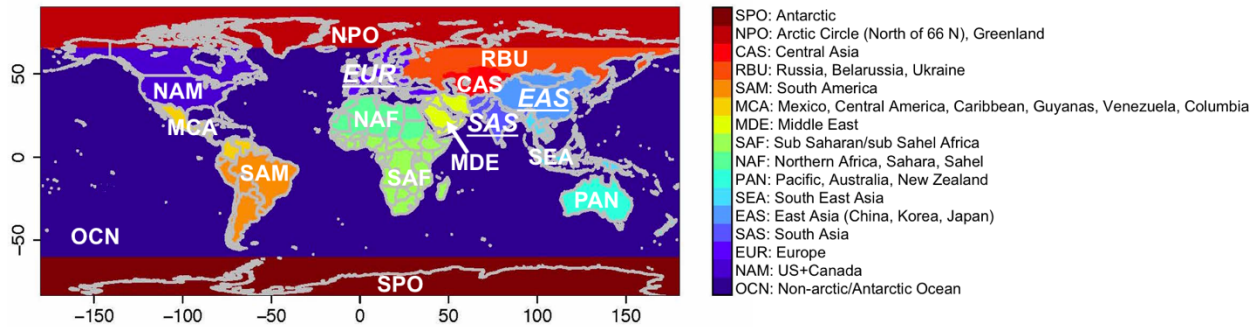 NPO
RBU
50
EUR
CAS
NAM
EAS
NAF
SAS
MCA
MDE
SEA
0
SAM
SAF
PAN
−50
OCN
SPO
−150
−100
−50
0
50
100
150
SPO: Antarctic
NPO: Arctic Circle (North of 66 N), Greenland
CAS: Central Asia
RBU: Russia, Belarussia, Ukraine
SAM: South America
MCA: Mexico, Central America, Caribbean, Guyanas, Venezuela, Columbia
MDE: Middle East
SAF: Sub Saharan/sub Sahel Africa
NAF: Northern Africa, Sahara, Sahel
PAN: Pacific, Australia, New Zealand
SEA: South East Asia
EAS: East Asia (China, Korea, Japan)
SAS: South Asia
EUR: Europe
NAM: US+Canada
OCN: Non-arctic/Antarctic Ocean